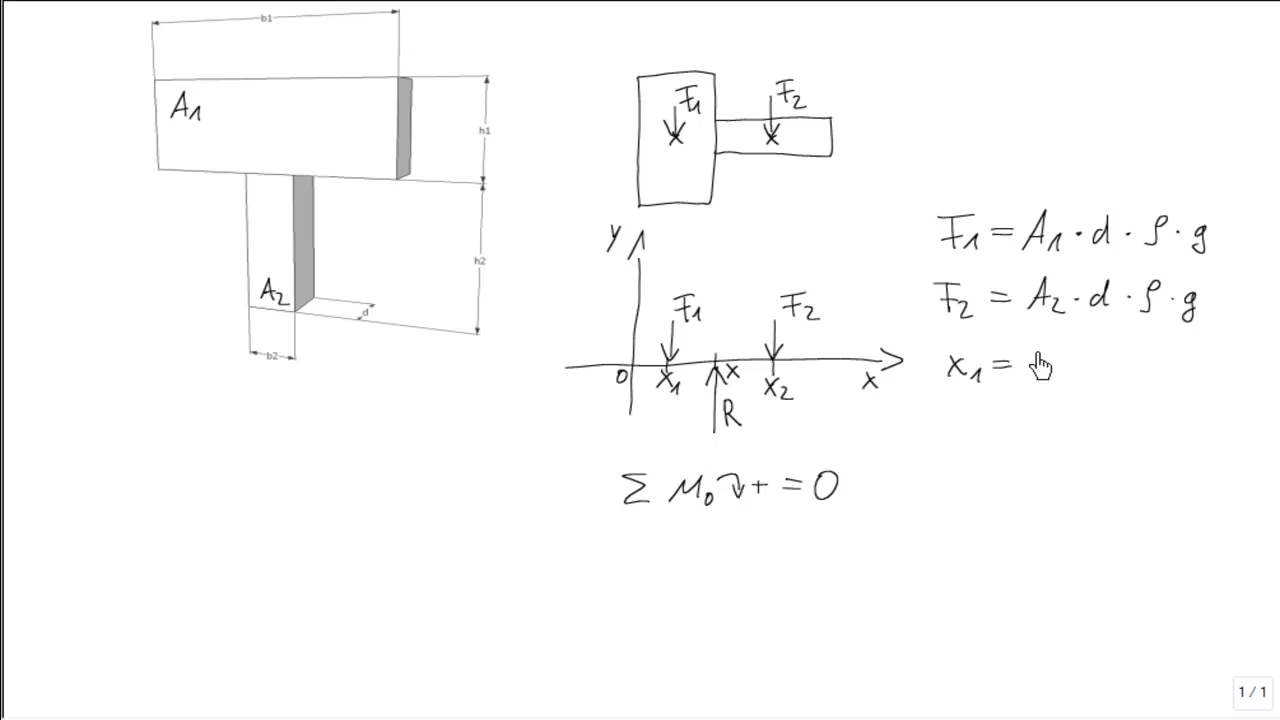 b1
A₁
h1
h2
A₂
d
b2
F₁
F₂
y
F₁
F₂
0
x₁
x
x₂
x
R
Σ M₀ ↷+ = 0
F₁ = A₁ · d · ρ · g
F₂ = A₂ · d · ρ · g
x₁ =
1 / 1